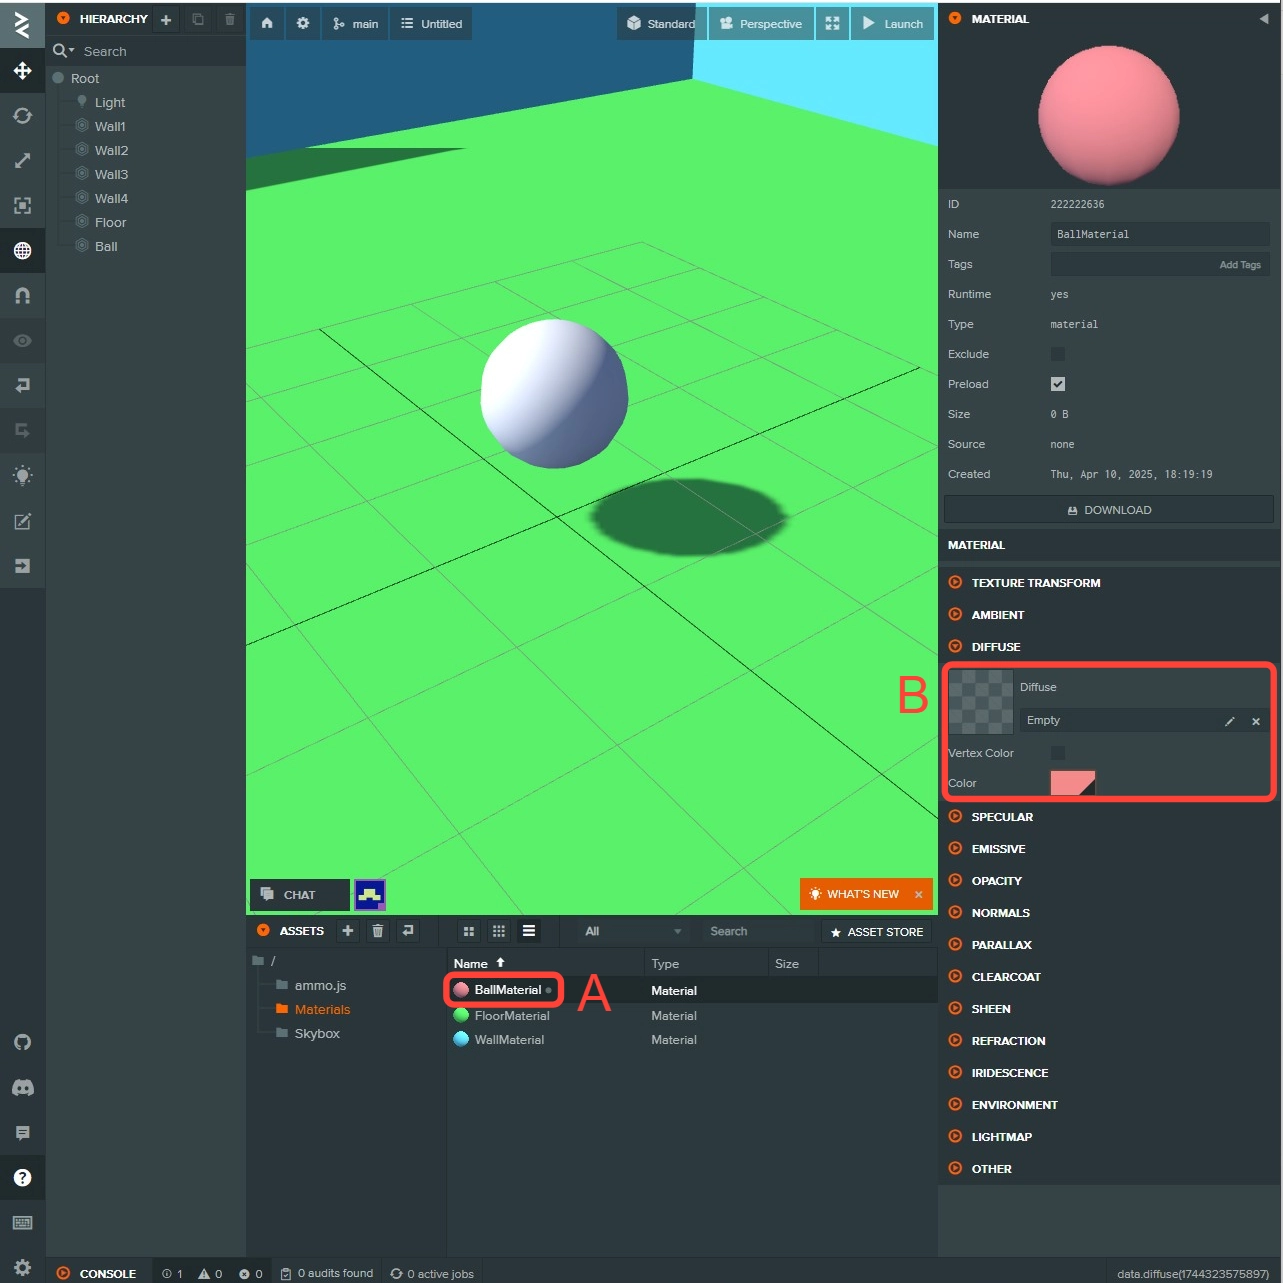 HIERARCHY
Search
Root
Light
Wall1
Wall2
Wall3
Wall4
Floor
Ball
main
Untitled
Standard
Perspective
Launch
CHAT
WHAT'S NEW
ASSETS
All
Search
ASSET STORE
/
ammo.js
Materials
Skybox
Name Type Size
BallMaterial Material
A
FloorMaterial Material
WallMaterial Material
MATERIAL
ID 222222636
Name BallMaterial
Tags Add Tags
Runtime yes
Type material
Exclude
Preload
Size 0 B
Source none
Created Thu, Apr 10, 2025, 18:19:19
DOWNLOAD
MATERIAL
TEXTURE TRANSFORM
AMBIENT
DIFFUSE
B
Diffuse
Empty
Vertex Color
Color
SPECULAR
EMISSIVE
OPACITY
NORMALS
PARALLAX
CLEARCOAT
SHEEN
REFRACTION
IRIDESCENCE
ENVIRONMENT
LIGHTMAP
OTHER
CONSOLE 1 0 0 0 audits found 0 active jobs data.diffuse(1744323575897)